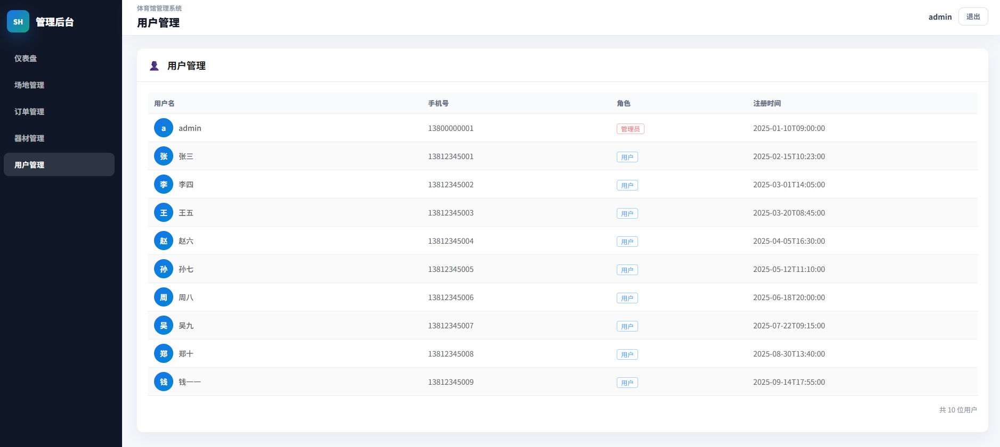 SH 管理后台
仪表盘
场地管理
订单管理
器材管理
用户管理
体育馆管理系统
用户管理
admin 退出
用户管理
用户名 手机号 角色 注册时间
a admin 13800000001 管理员 2025-01-10T09:00:00
张 张三 13812345001 用户 2025-02-15T10:23:00
李 李四 13812345002 用户 2025-03-01T14:05:00
王 王五 13812345003 用户 2025-03-20T08:45:00
赵 赵六 13812345004 用户 2025-04-05T16:30:00
孙 孙七 13812345005 用户 2025-05-12T11:10:00
周 周八 13812345006 用户 2025-06-18T20:00:00
吴 吴九 13812345007 用户 2025-07-22T09:15:00
郑 郑十 13812345008 用户 2025-08-30T13:40:00
钱 钱一一 13812345009 用户 2025-09-14T17:55:00
共 10 位用户